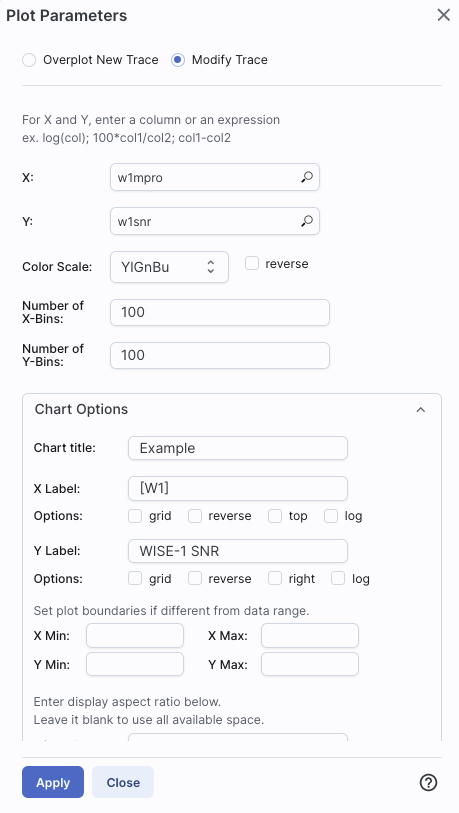 Plot Parameters
Overplot New Trace Modify Trace
For X and Y, enter a column or an expression
ex. log(col); 100*col1/col2; col1-col2
X: w1mpro
Y: w1snr
Color Scale: YlGnBu reverse
Number of
X-Bins: 100
Number of
Y-Bins: 100
Chart Options
Chart title: Example
X Label: [W1]
Options: grid reverse top log
Y Label: WISE-1 SNR
Options: grid reverse right log
Set plot boundaries if different from data range.
X Min: X Max:
Y Min: Y Max:
Enter display aspect ratio below.
Leave it blank to use all available space.
Apply Close